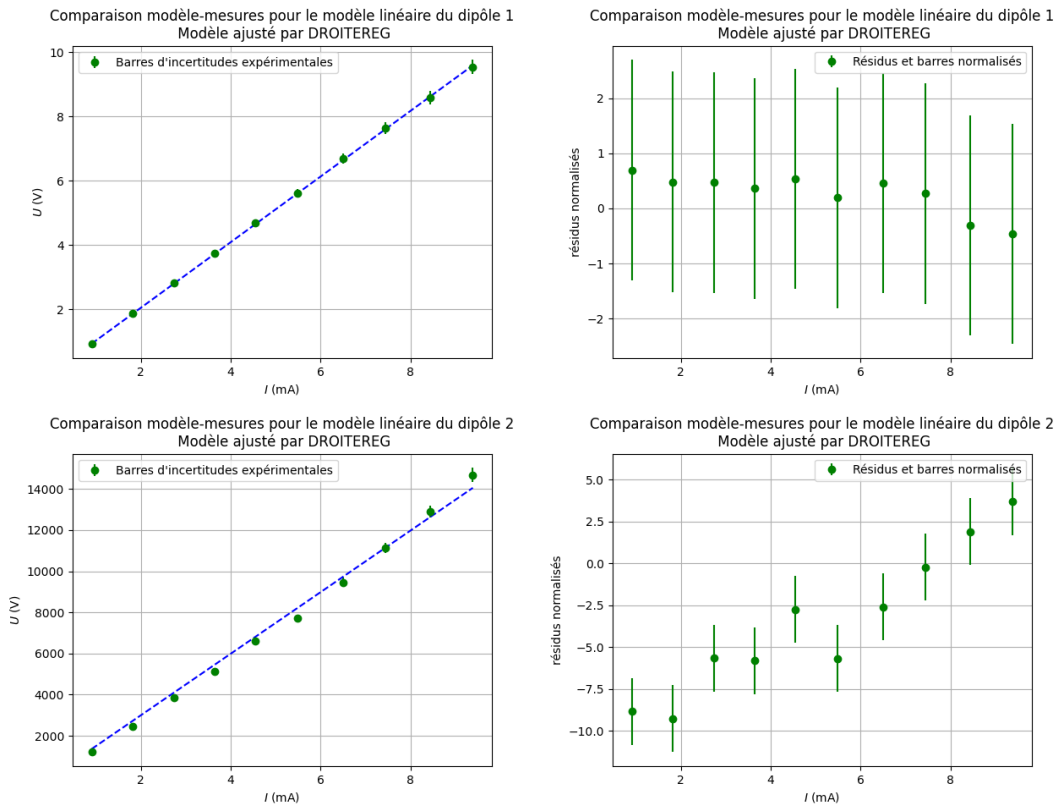 Comparaison modèle-mesures pour le modèle linéaire du dipôle 1
Modèle ajusté par DROITEREG
Barres d'incertitudes expérimentales
10
8
6
4
2
U (V)
2
4
6
8
I (mA)
Comparaison modèle-mesures pour le modèle linéaire du dipôle 1
Modèle ajusté par DROITEREG
Résidus et barres normalisés
2
1
0
−1
−2
résidus normalisés
2
4
6
8
I (mA)
Comparaison modèle-mesures pour le modèle linéaire du dipôle 2
Modèle ajusté par DROITEREG
Barres d'incertitudes expérimentales
14000
12000
10000
8000
6000
4000
2000
U (V)
2
4
6
8
I (mA)
Comparaison modèle-mesures pour le modèle linéaire du dipôle 2
Modèle ajusté par DROITEREG
Résidus et barres normalisés
5.0
2.5
0.0
−2.5
−5.0
−7.5
−10.0
résidus normalisés
2
4
6
8
I (mA)